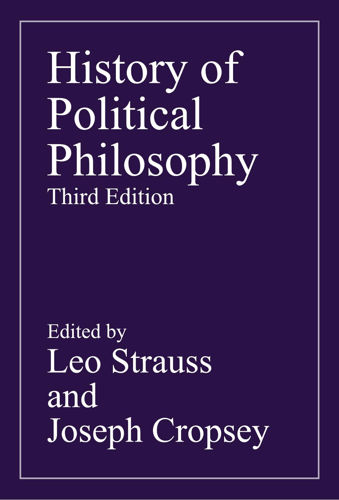 History of
Political
Philosophy
Third Edition
Edited by
Leo Strauss
and
Joseph Cropsey